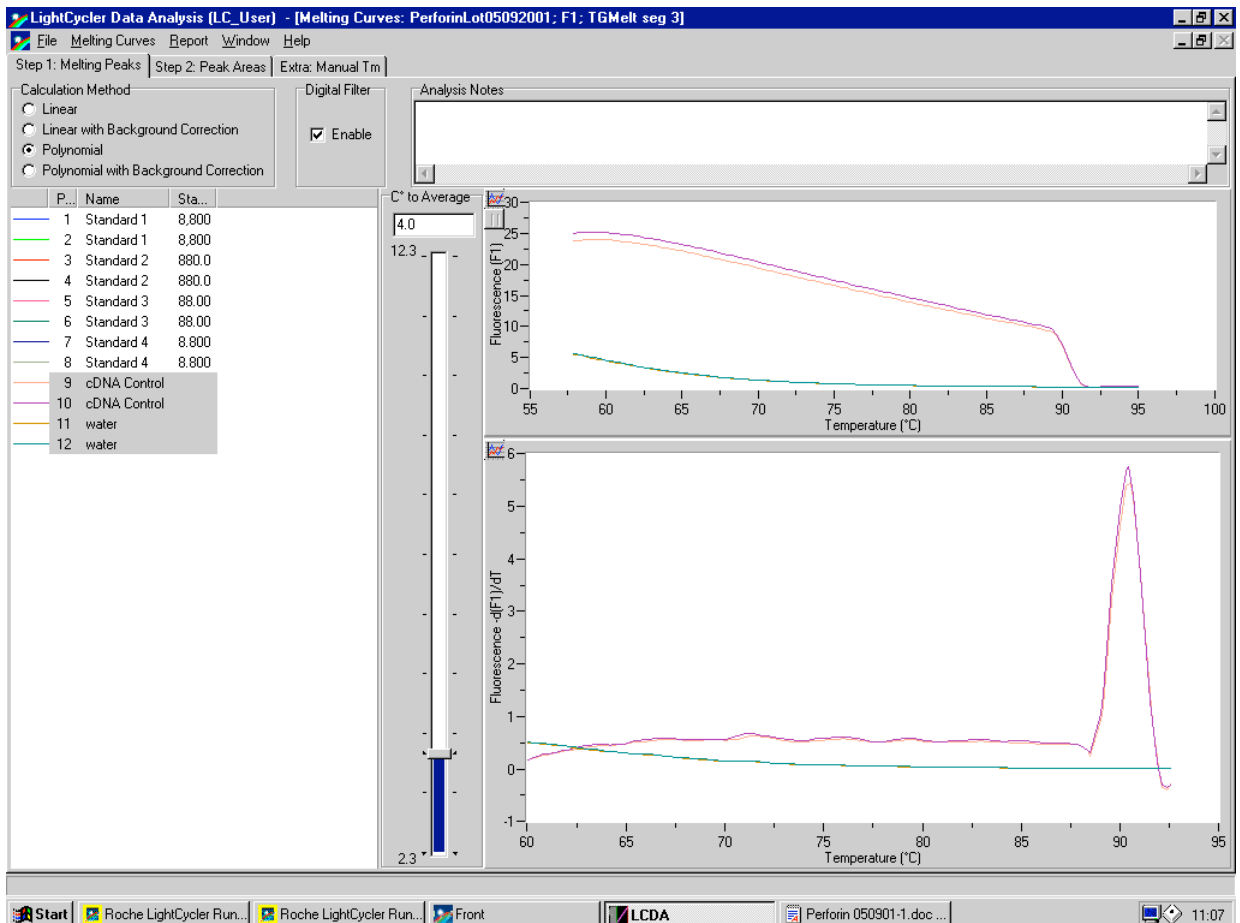 LightCycler Data Analysis (LC_User) - [Melting Curves: PerforinLot05092001; F1; TGMelt seg 3]
File Melting Curves Report Window Help
Step 1: Melting Peaks Step 2: Peak Areas Extra: Manual Tm
Calculation Method
Linear
Linear with Background Correction
Polynomial
Polynomial with Background Correction
Digital Filter
Enable
Analysis Notes
P... Name Sta...
1 Standard 1 8,800
2 Standard 1 8,800
3 Standard 2 880.0
4 Standard 2 880.0
5 Standard 3 88.00
6 Standard 3 88.00
7 Standard 4 8.800
8 Standard 4 8.800
9 cDNA Control
10 cDNA Control
11 water
12 water
C° to Average
4.0
12.3
2.3
Fluorescence (F1)
30
25
20
15
10
5
0
55 60 65 70 75 80 85 90 95 100
Temperature (°C)
Fluorescence -d(F1)/dT
6
5
4
3
2
1
0
-1
60 65 70 75 80 85 90 95
Temperature (°C)
Start Roche LightCycler Run... Roche LightCycler Run... Front LCDA Perforin 050901-1.doc ... 11:07